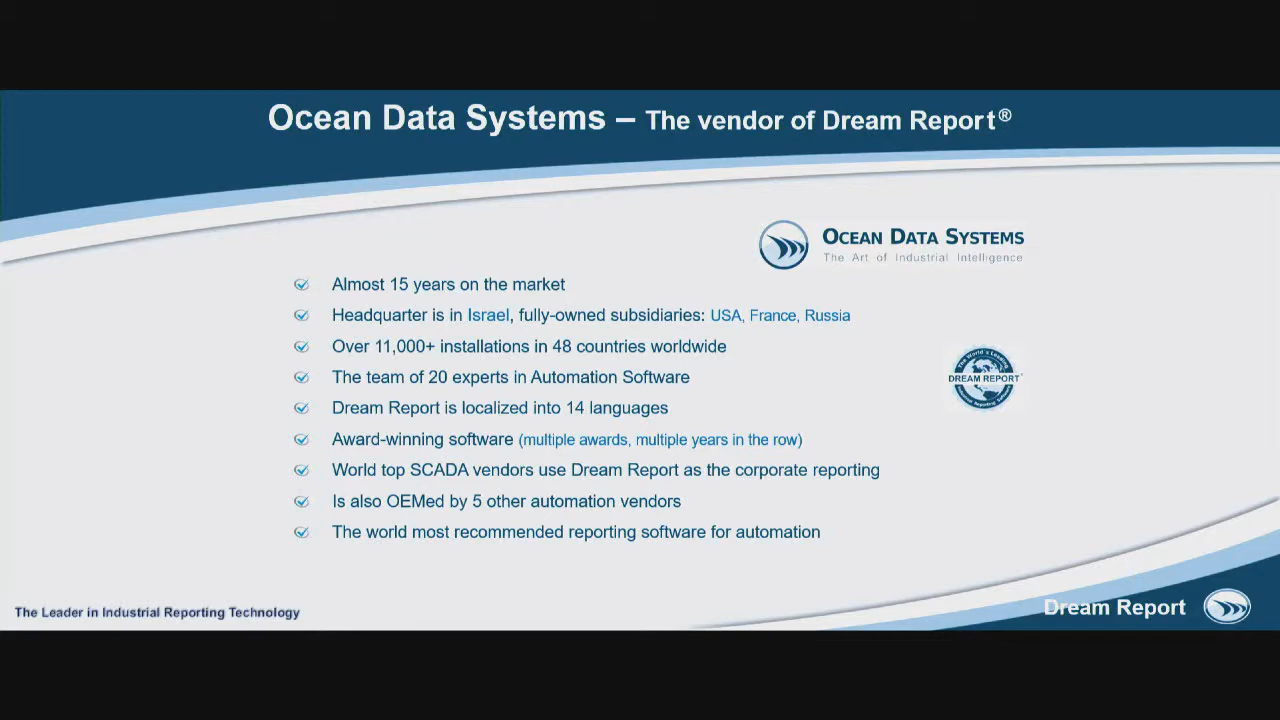 Ocean Data Systems – The vendor of Dream Report®
OCEAN DATA SYSTEMS
The Art of Industrial Intelligence
Almost 15 years on the market
Headquarter is in Israel, fully-owned subsidiaries: USA, France, Russia
Over 11,000+ installations in 48 countries worldwide
The World's Leading
DREAM REPORT
The team of 20 experts in Automation Software
Dream Report is localized into 14 languages
Award-winning software (multiple awards, multiple years in the row)
World top SCADA vendors use Dream Report as the corporate reporting
Is also OEMed by 5 other automation vendors
The world most recommended reporting software for automation
The Leader in Industrial Reporting Technology
Dream Report